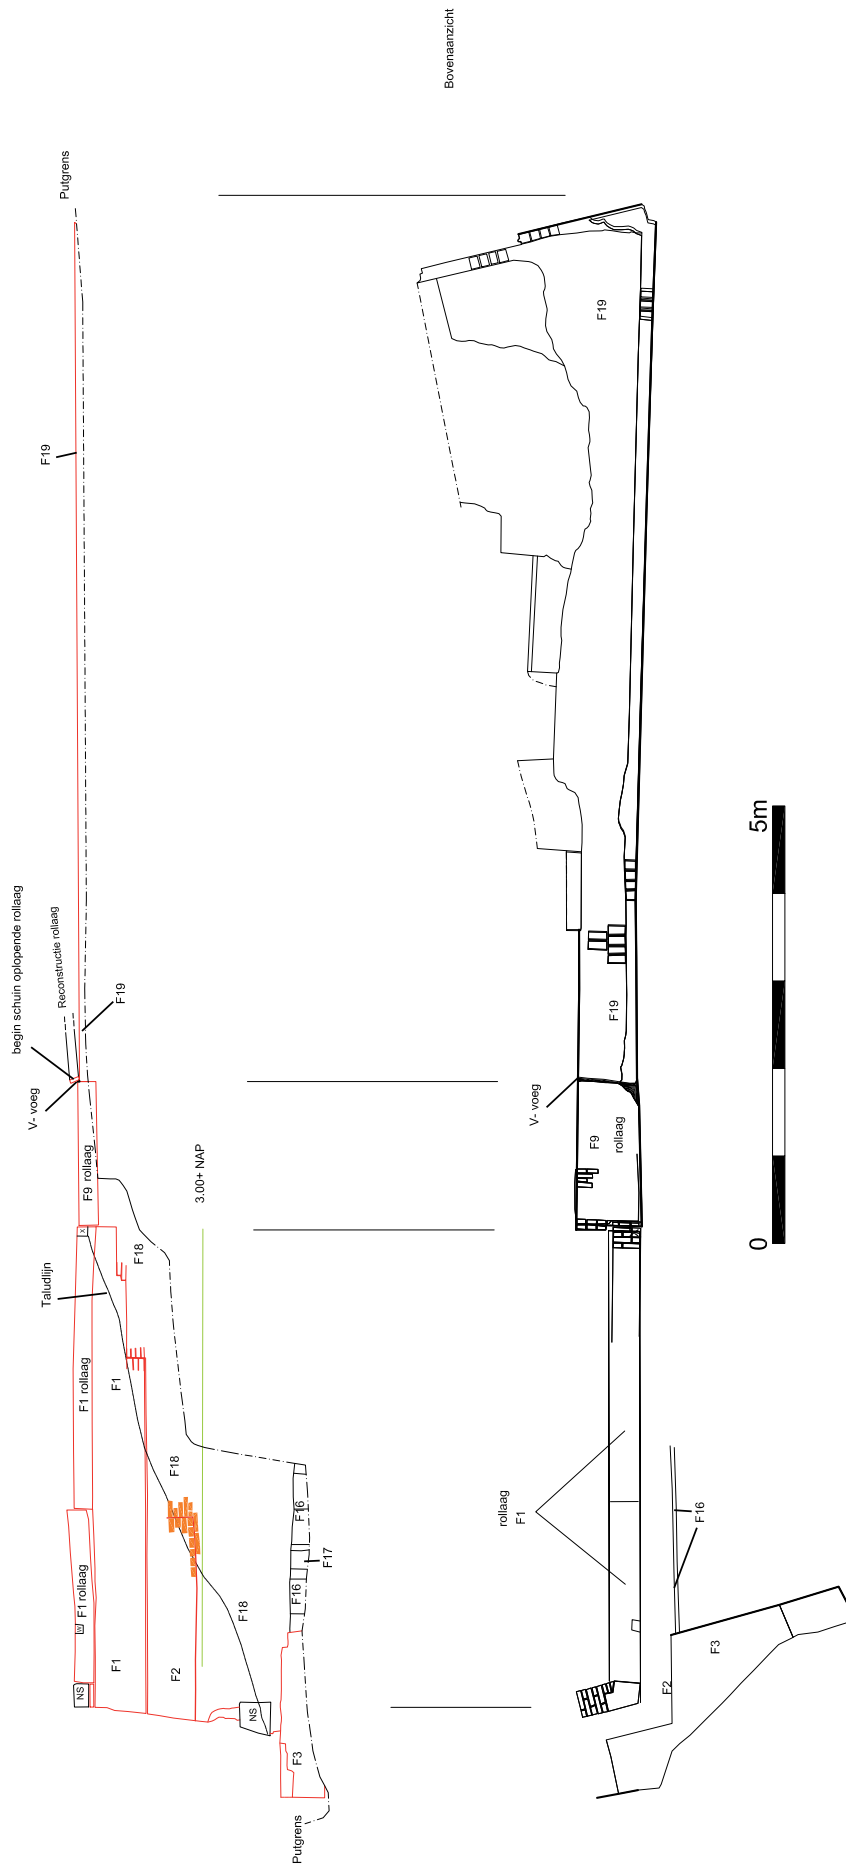 Bovenaanzicht
Putgrens
F19
begin schuin oplopende rollaag
Reconstructie rollaag
V- voeg
F19
F9 rollaag
3.00+ NAP
X
F18
Taludlijn
F1 rollaag
F1
F18
F1 rollaag
W
F1
F2
F18
NS
NS
F16
F17
F16
F3
Putgrens
F19
F19
V- voeg
F9
rollaag
rollaag
F1
F16
F2
F3
0
5m